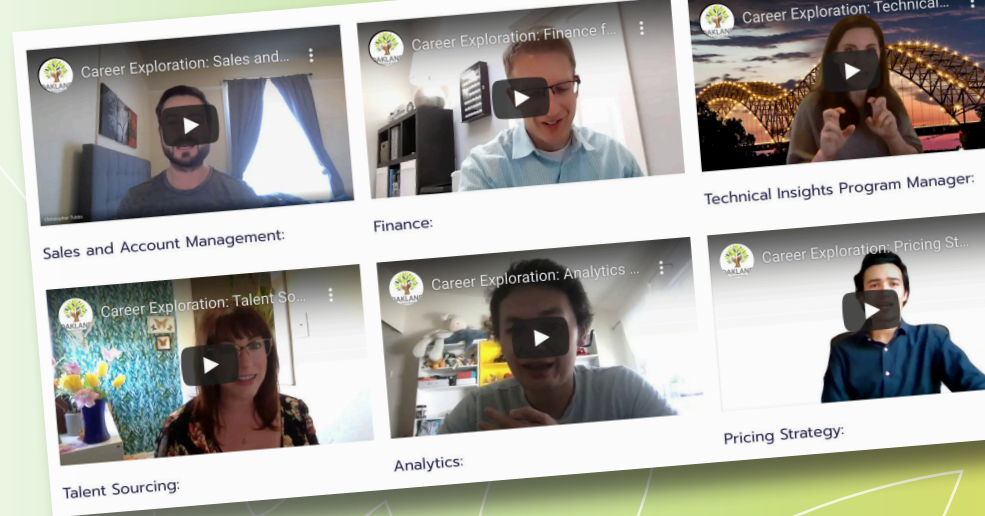 Career Exploration: Sales and...
Career Exploration: Finance f...
Career Exploration: Technical...
OAKLAND
Sales and Account Management:
Finance:
Technical Insights Program Manager:
Career Exploration: Talent So...
Career Exploration: Analytics ...
Career Exploration: Pricing St...
Talent Sourcing:
Analytics:
Pricing Strategy: